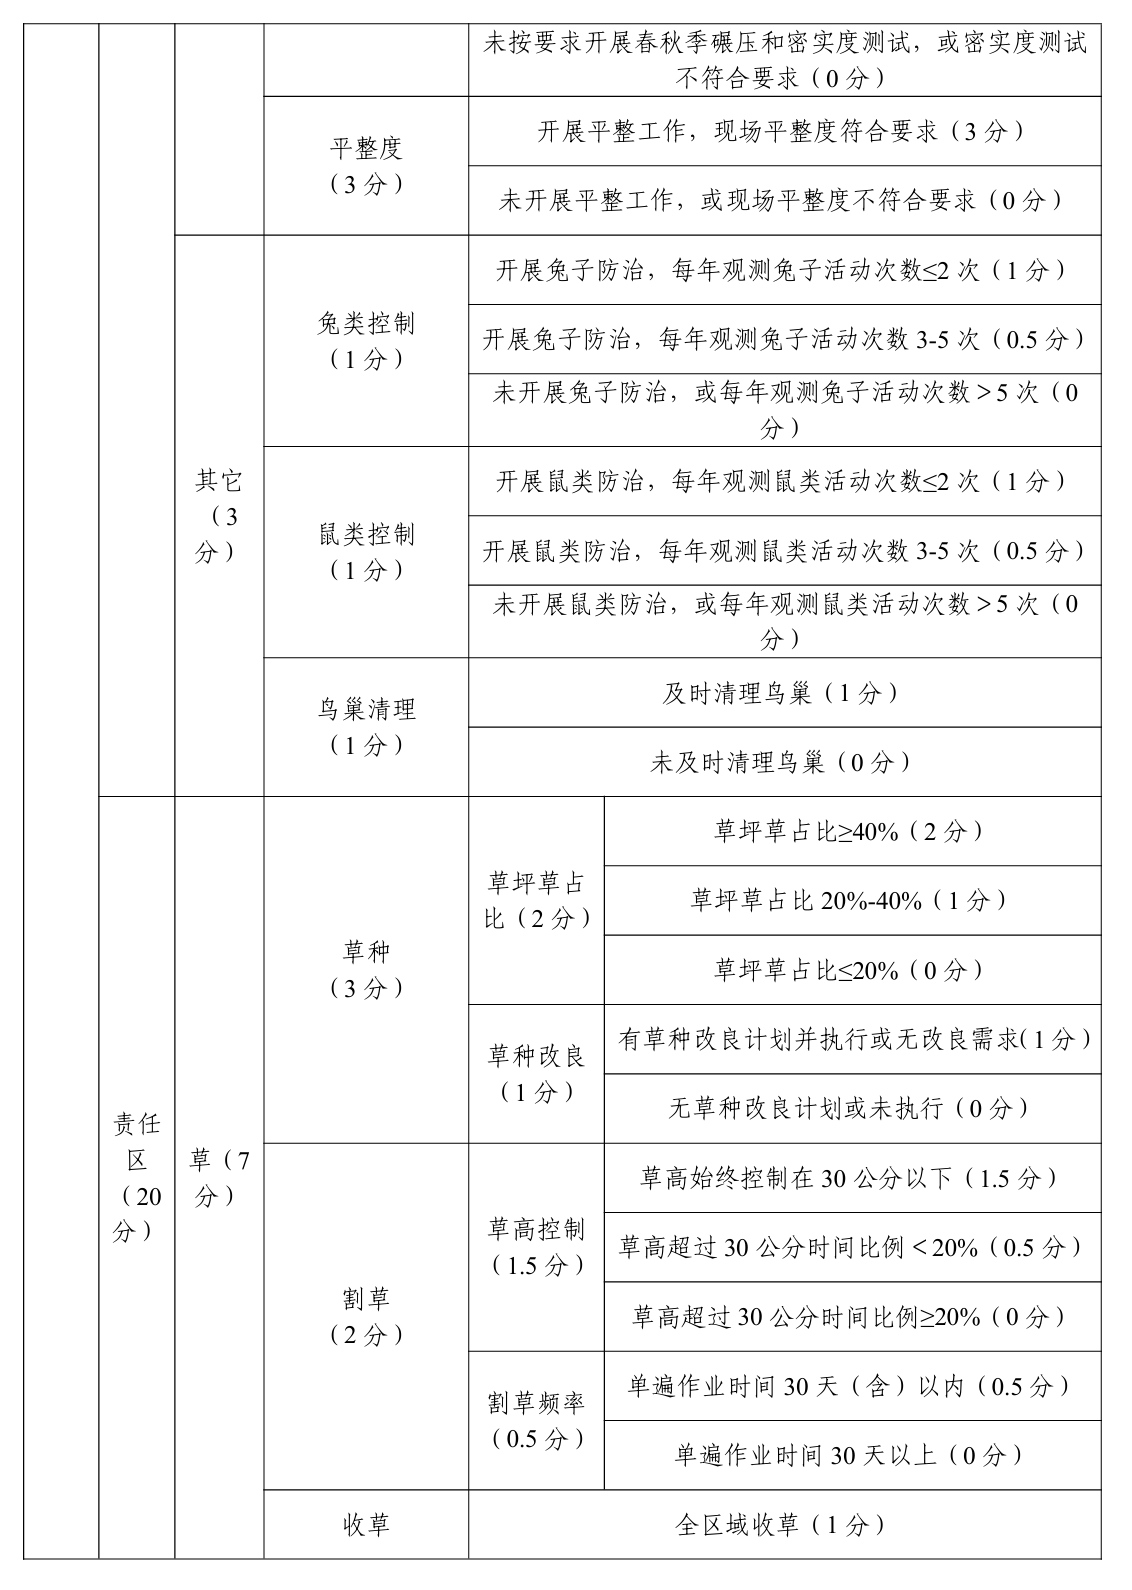 未按要求开展春秋季碾压和密实度测试，或密实度测试
不符合要求（0 分）
平整度
（3 分）
开展平整工作，现场平整度符合要求（3 分）
未开展平整工作，或现场平整度不符合要求（0 分）
其它
（3
分）
兔类控制
（1 分）
开展兔子防治，每年观测兔子活动次数≤2 次（1 分）
开展兔子防治，每年观测兔子活动次数 3-5 次（0.5 分）
未开展兔子防治，或每年观测兔子活动次数＞5 次（0
分）
鼠类控制
（1 分）
开展鼠类防治，每年观测鼠类活动次数≤2 次（1 分）
开展鼠类防治，每年观测鼠类活动次数 3-5 次（0.5 分）
未开展鼠类防治，或每年观测鼠类活动次数＞5 次（0
分）
鸟巢清理
（1 分）
及时清理鸟巢（1 分）
未及时清理鸟巢（0 分）
责任
区
（20
分）
草（7
分）
草种
（3 分）
草坪草占
比（2 分）
草坪草占比≥40%（2 分）
草坪草占比 20%-40%（1 分）
草坪草占比≤20%（0 分）
草种改良
（1 分）
有草种改良计划并执行或无改良需求（1 分）
无草种改良计划或未执行（0 分）
割草
（2 分）
草高控制
（1.5 分）
草高始终控制在 30 公分以下（1.5 分）
草高超过 30 公分时间比例＜20%（0.5 分）
草高超过 30 公分时间比例≥20%（0 分）
割草频率
（0.5 分）
单遍作业时间 30 天（含）以内（0.5 分）
单遍作业时间 30 天以上（0 分）
收草
全区域收草（1 分）